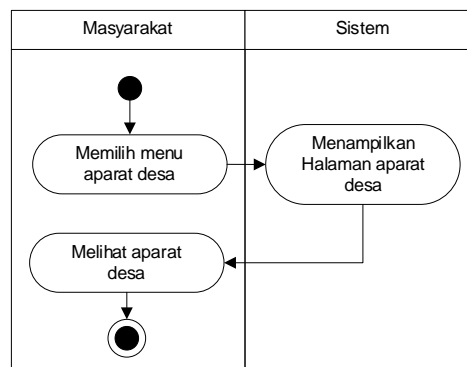 Masyarakat
Sistem
Memilih menu
aparat desa
Menampilkan
Halaman aparat
desa
Melihat aparat
desa